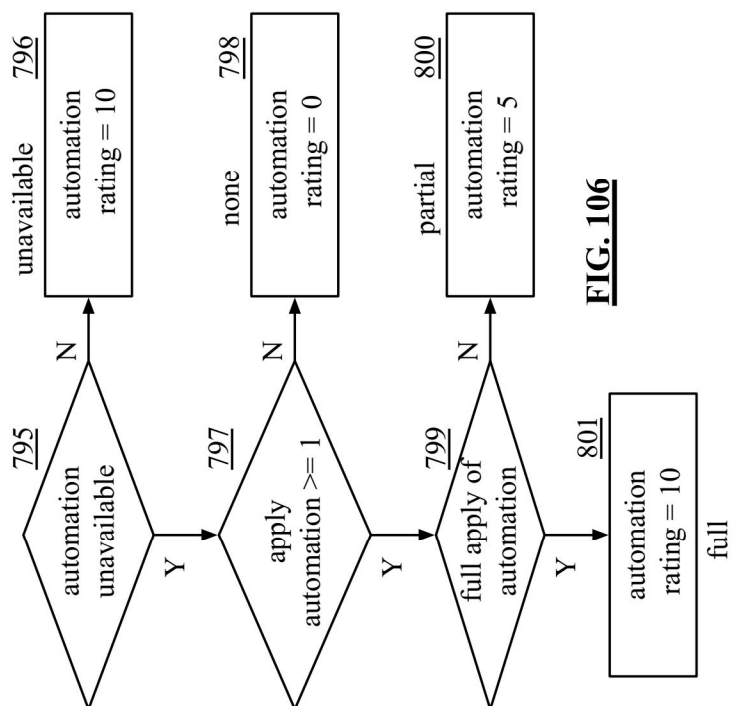 795
automation
unavailable
N
unavailable
796
automation
rating = 10
Y
797
apply
automation >= 1
N
none
798
automation
rating = 0
Y
799
full apply of
automation
N
partial
800
automation
rating = 5
Y
801
automation
rating = 10
full
FIG. 106